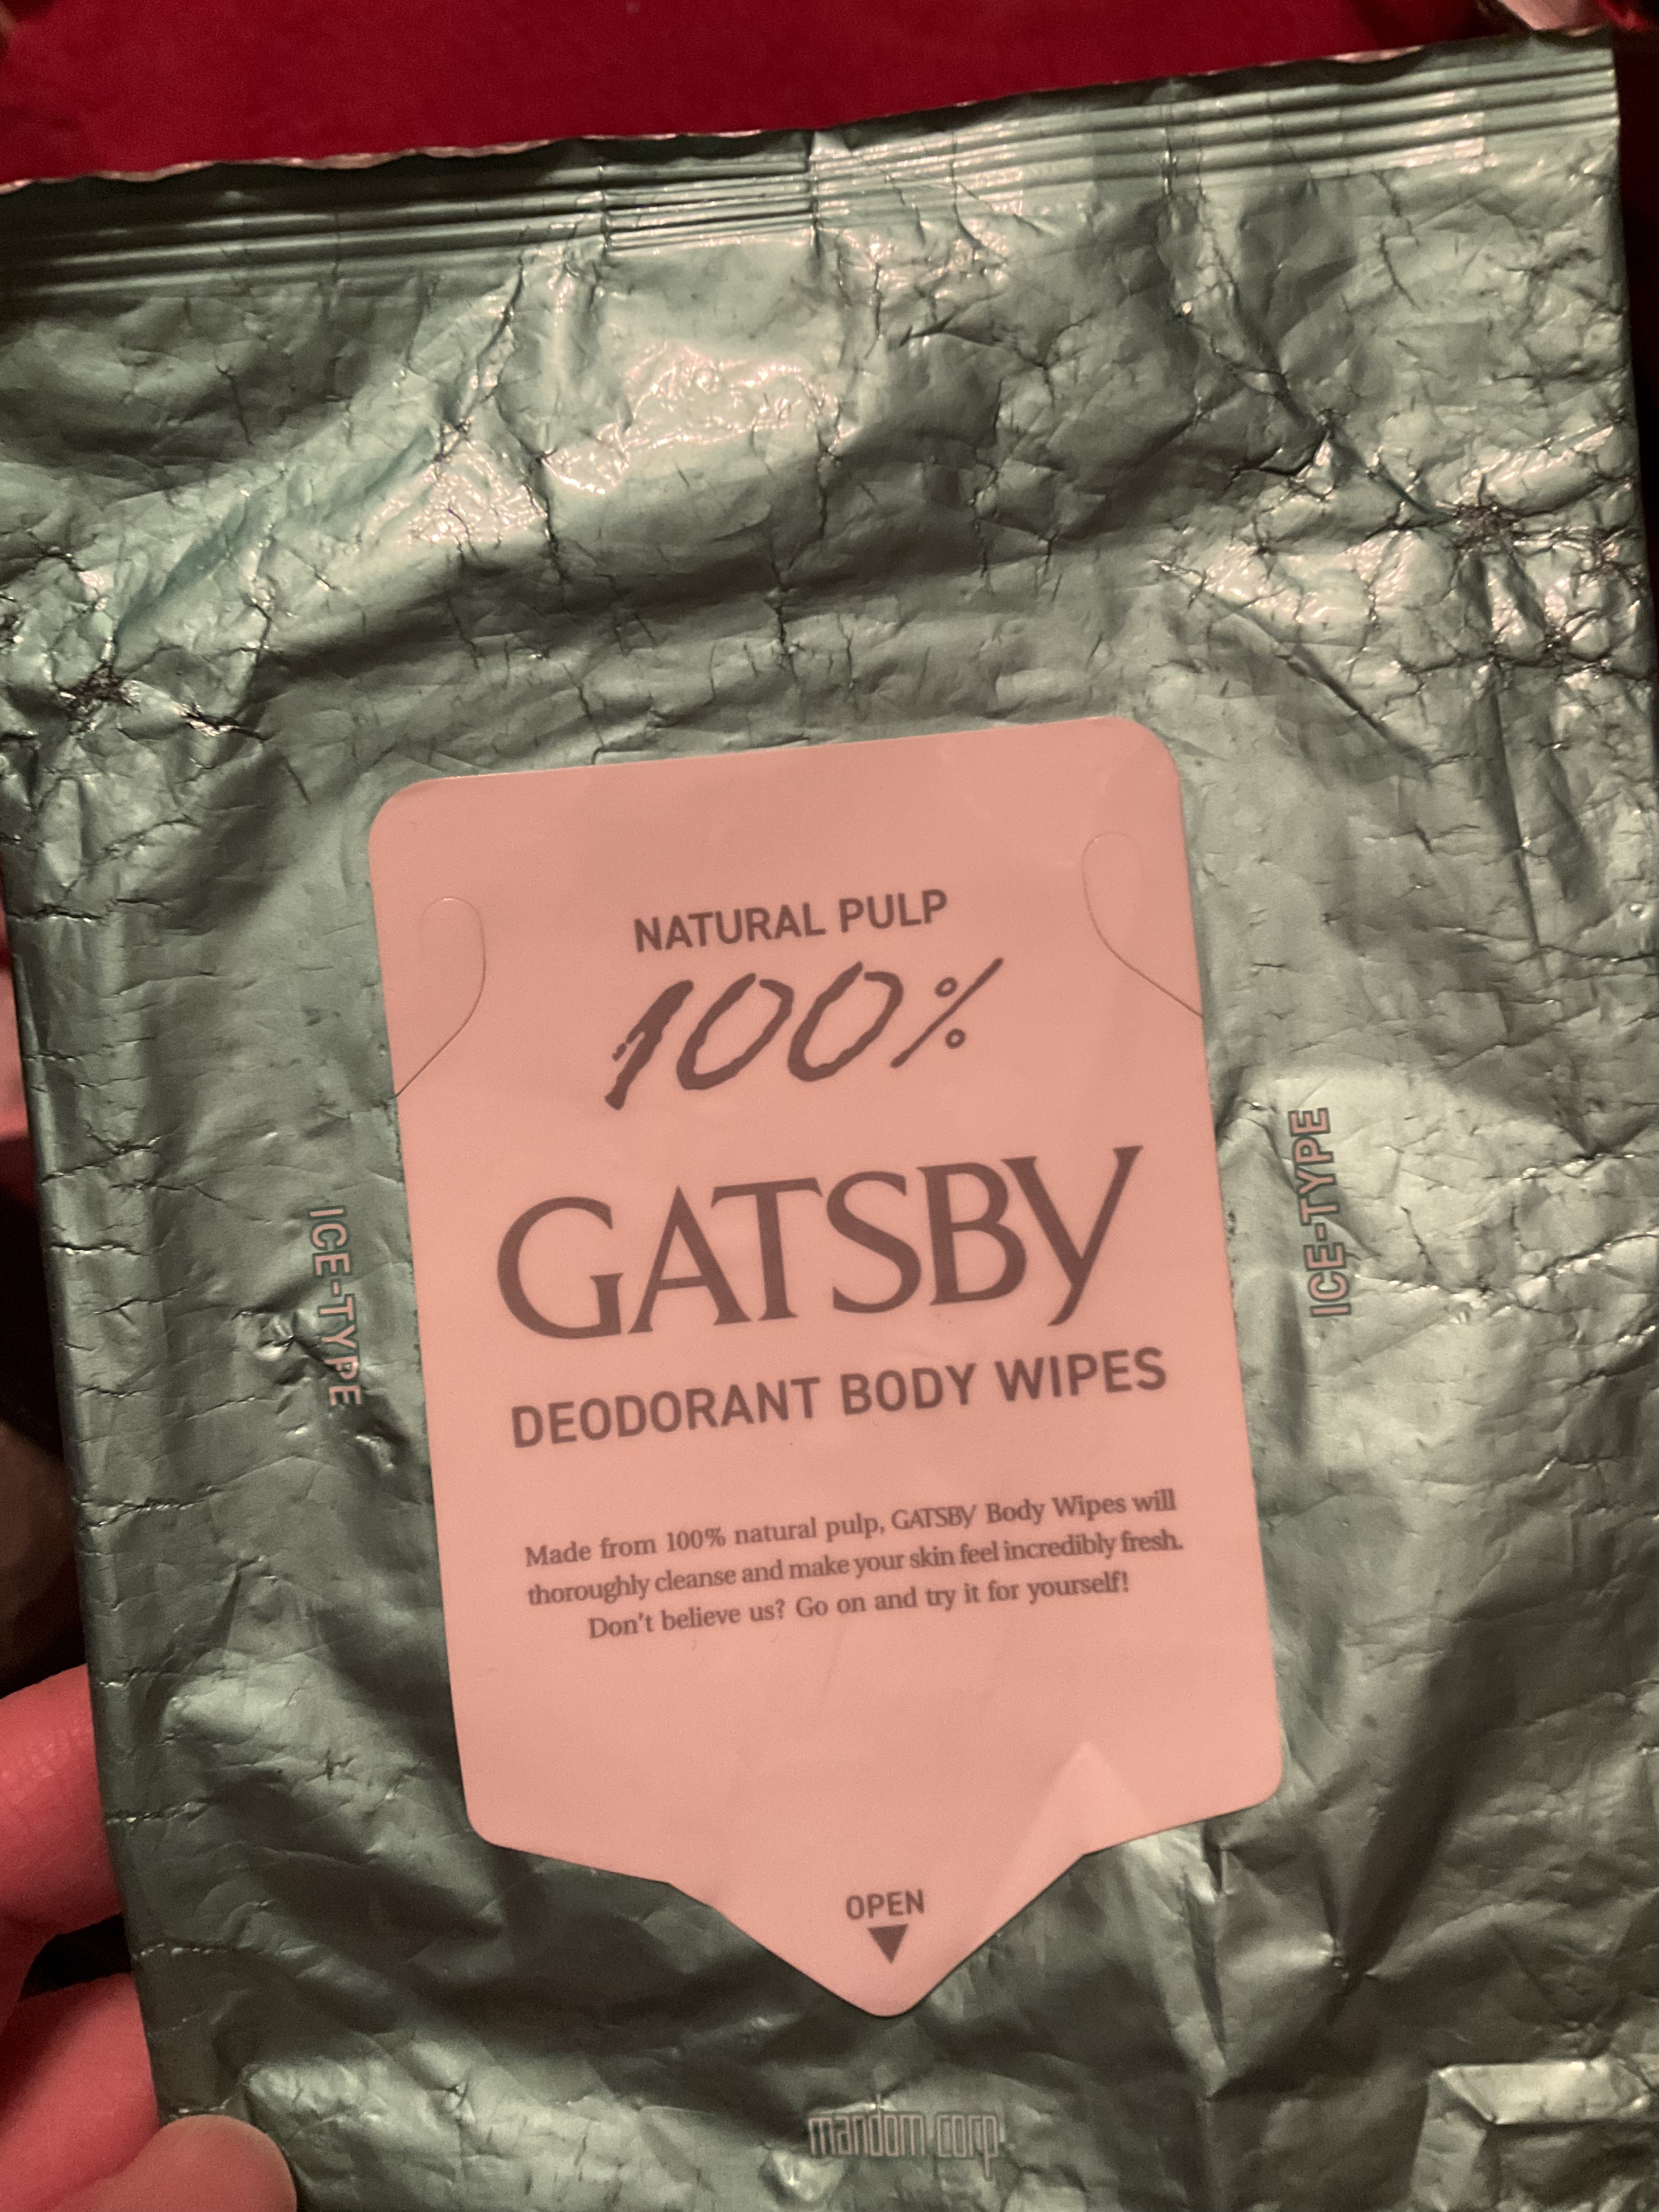 NATURAL PULP
100%
GATSBY
DEODORANT BODY WIPES
Made from 100% natural pulp, GATSBY Body Wipes will
thoroughly cleanse and make your skin feel incredibly fresh.
Don't believe us? Go on and try it for yourself!
ICE-TYPE
ICE-TYPE
OPEN
mandom corp